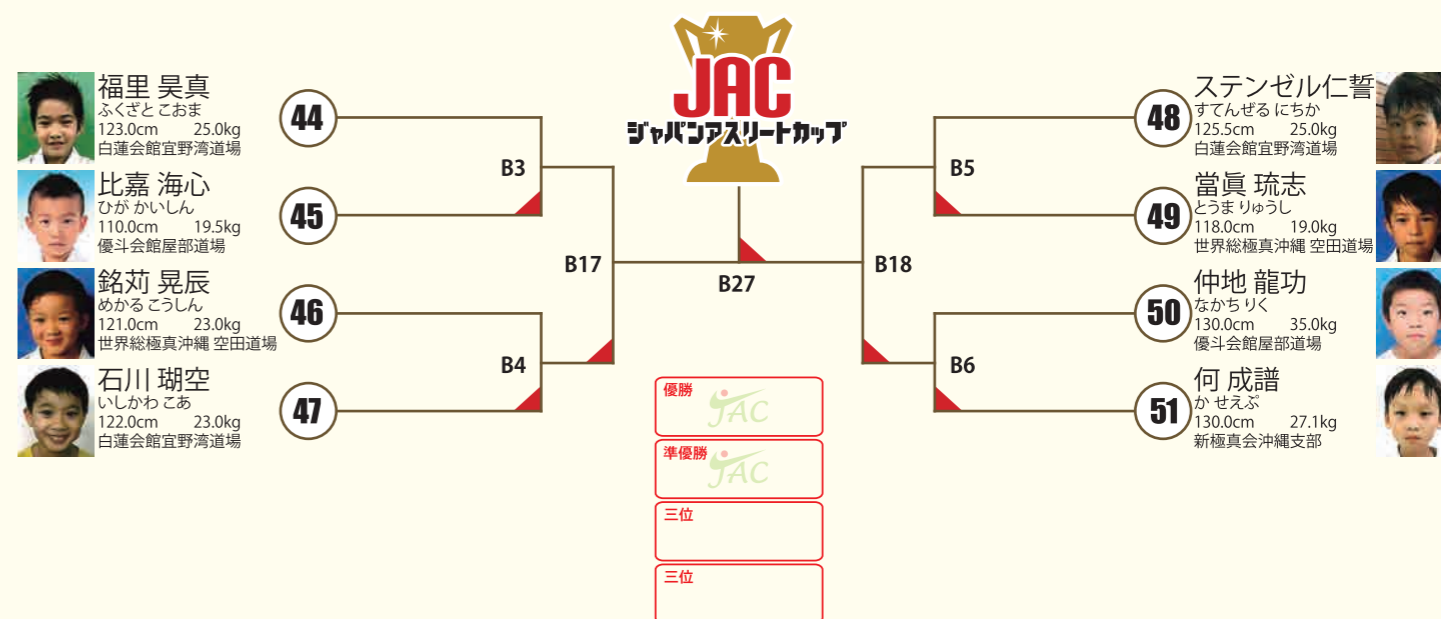 JAC
ジャパンアスリートカップ
福里 昊真
ふくざと こおま
123.0cm 25.0kg
白蓮会館宜野湾道場
44
比嘉 海心
ひが かいしん
110.0cm 19.5kg
優斗会館屋部道場
45
銘苅 晃辰
めかる こうしん
121.0cm 23.0kg
世界総極真沖縄 空田道場
46
石川 瑚空
いしかわ こあ
122.0cm 23.0kg
白蓮会館宜野湾道場
47
B3
B4
B17
B27
B18
B5
B6
48
ステンゼル仁誓
すてんぜる にちか
125.5cm 25.0kg
白蓮会館宜野湾道場
49
當眞 琉志
とうま りゅうし
118.0cm 19.0kg
世界総極真沖縄 空田道場
50
仲地 龍功
なかち りく
130.0cm 35.0kg
優斗会館屋部道場
51
何 成譜
か せえぷ
130.0cm 27.1kg
新極真会沖縄支部
優勝
JAC
準優勝
JAC
三位
三位